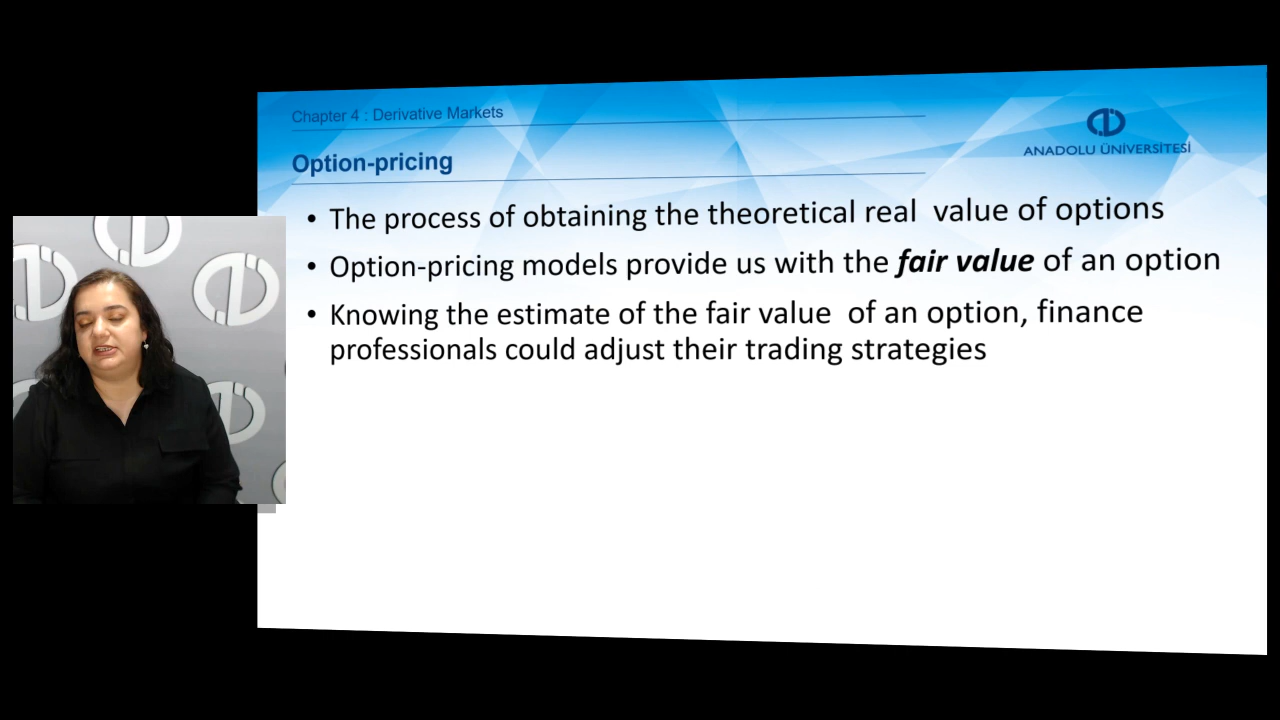 Chapter 4 : Derivative Markets
ANADOLU ÜNİVERSİTESİ
Option-pricing
• The process of obtaining the theoretical real value of options
• Option-pricing models provide us with the fair value of an option
• Knowing the estimate of the fair value of an option, finance
professionals could adjust their trading strategies